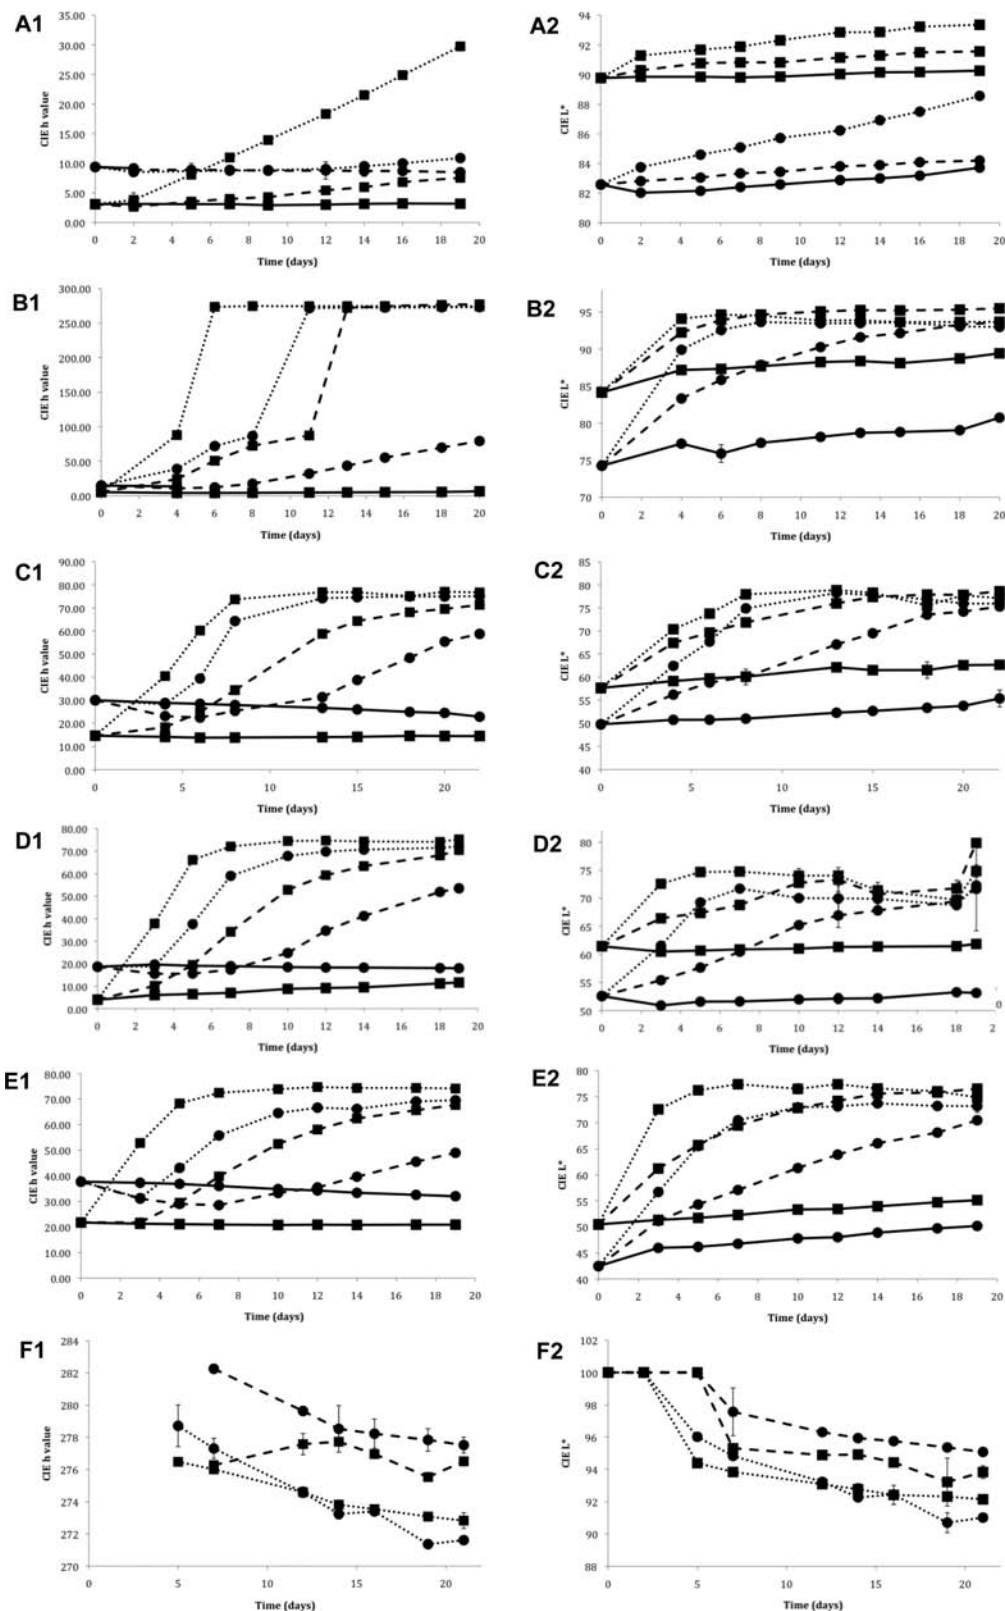 A1
CIE h value
35.00
30.00
25.00
20.00
15.00
10.00
5.00
0.00
0 2 4 6 8 10 12 14 16 18 20
Time (days)
A2
CIE L*
94
92
90
88
86
84
82
80
0 2 4 6 8 10 12 14 16 18 20
Time (days)
B1
CIE h value
300.00
250.00
200.00
150.00
100.00
50.00
0.00
0 2 4 6 8 10 12 14 16 18 20
Time (days)
B2
CIE L*
95
90
85
80
75
70
0 2 4 6 8 10 12 14 16 18 20
Time (days)
C1
CIE h value
90.00
80.00
70.00
60.00
50.00
40.00
30.00
20.00
10.00
0.00
0 5 10 15 20
Time (days)
C2
CIE L*
85
80
75
70
65
60
55
50
45
40
0 5 10 15 20
Time (days)
D1
CIE h value
80.00
70.00
60.00
50.00
40.00
30.00
20.00
10.00
0.00
0 2 4 6 8 10 12 14 16 18 20
Time (days)
D2
CIE L*
80
75
70
65
60
55
50
0
0 2 4 6 8 10 12 14 16 18 2
Time (days)
E1
CIE h value
80.00
70.00
60.00
50.00
40.00
30.00
20.00
10.00
0.00
0 2 4 6 8 10 12 14 16 18 20
Time (days)
E2
CIE L*
80
75
70
65
60
55
50
45
40
0 2 4 6 8 10 12 14 16 18 20
Time (days)
F1
CIE h value
284
282
280
278
276
274
272
270
0 5 10 15 20
Time (days)
F2
CIE L*
102
100
98
96
94
92
90
88
0 5 10 15 20
Time (days)